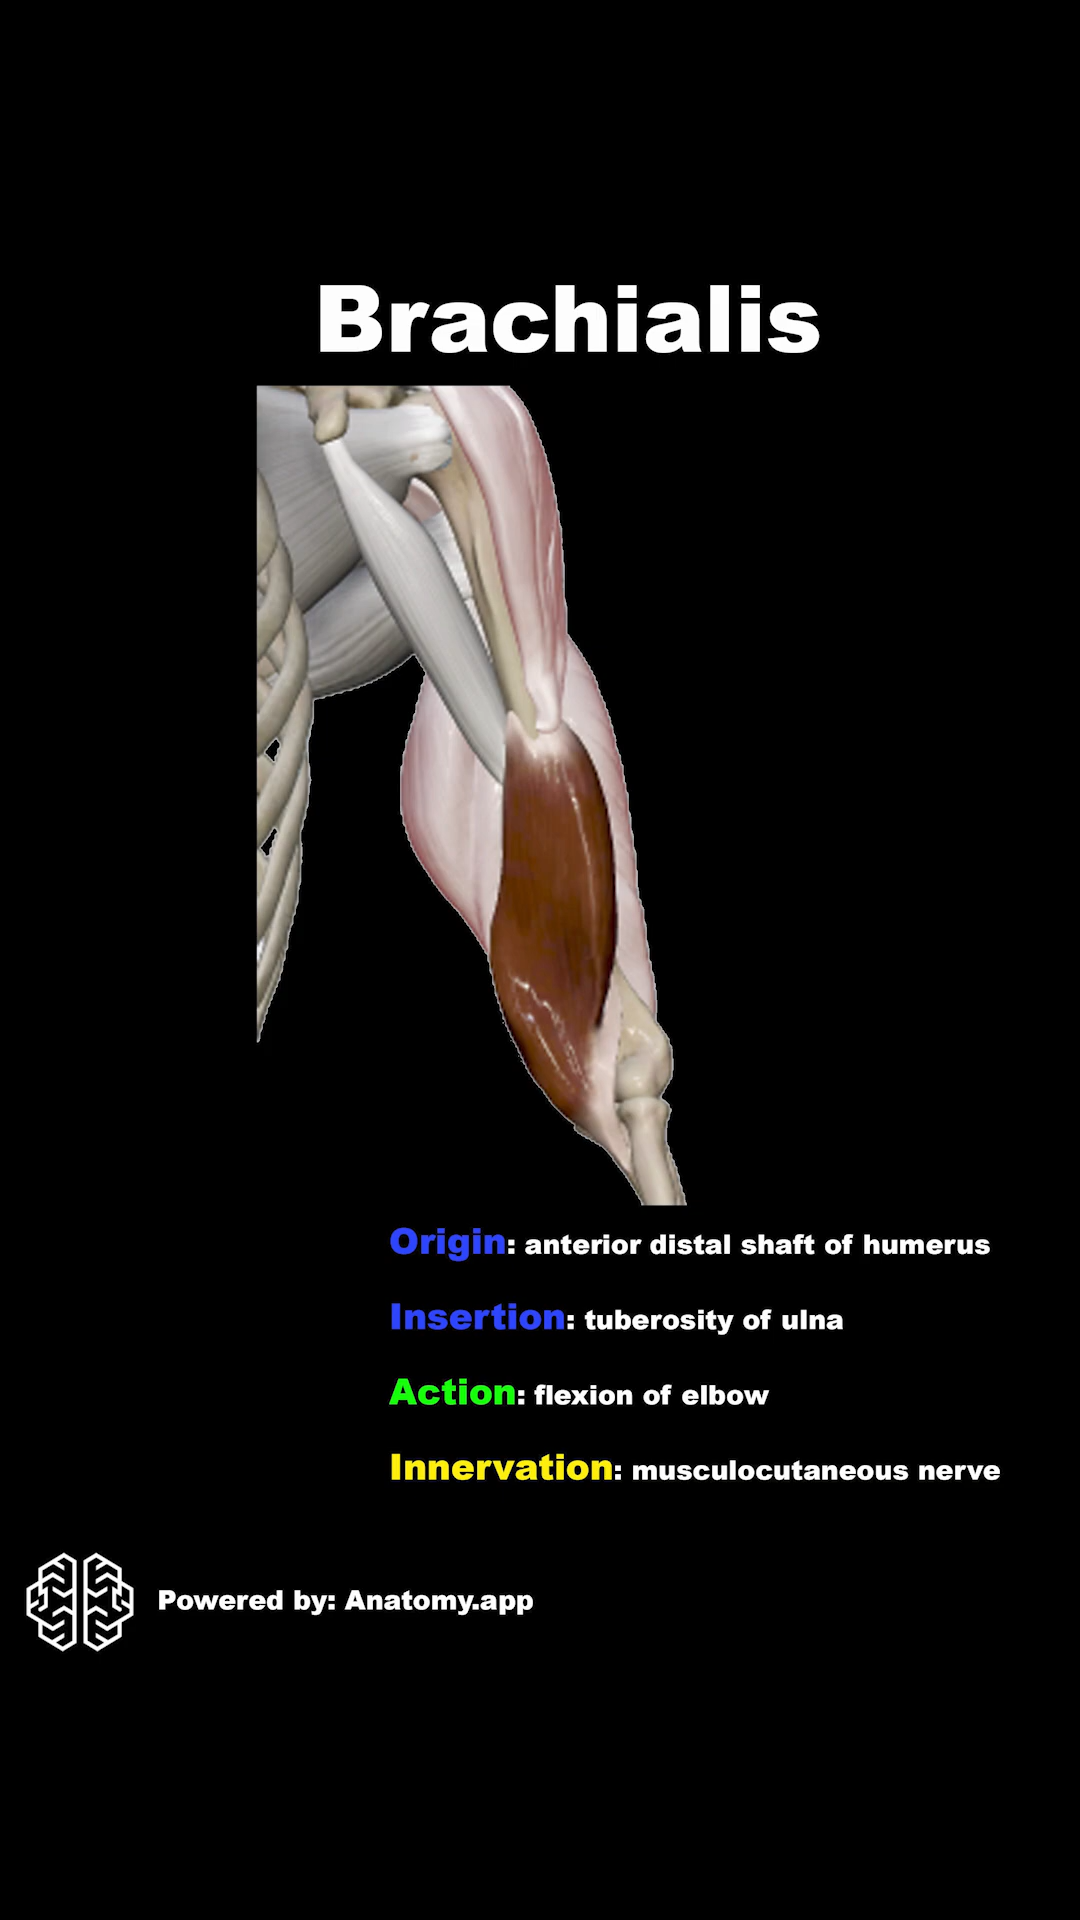 Brachialis
Origin: anterior distal shaft of humerus
Insertion: tuberosity of ulna
Action: flexion of elbow
Innervation: musculocutaneous nerve
Powered by: Anatomy.app